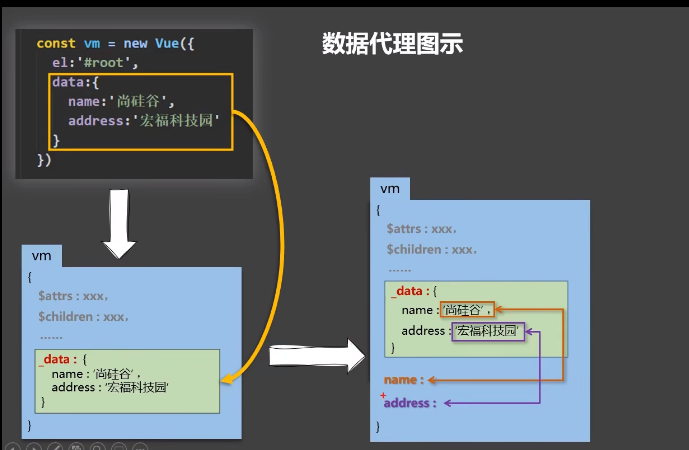 数据代理图示
const vm = new Vue({
el:'#root',
data:{
name:'尚硅谷',
address:'宏福科技园'
}
})
vm
{
$attrs : xxx,
$children : xxx,
......
_data : {
name : '尚硅谷' ,
address : '宏福科技园'
}
}
vm
{
$attrs : xxx,
$children : xxx,
......
_data : {
name : '尚硅谷' ,
address : '宏福科技园'
}
name :
address :
}